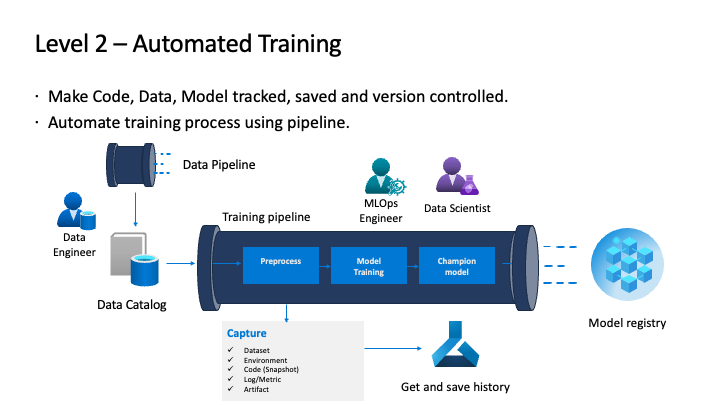 Level 2 – Automated Training
· Make Code, Data, Model tracked, saved and version controlled.
· Automate training process using pipeline.
Data Pipeline
MLOps
Engineer
Data Scientist
Data
Engineer
Training pipeline
Preprocess
Model
Training
Champion
model
Data Catalog
Model registry
Capture
✓ Dataset
✓ Environment
✓ Code (Snapshot)
✓ Log/Metric
✓ Artifact
Get and save history